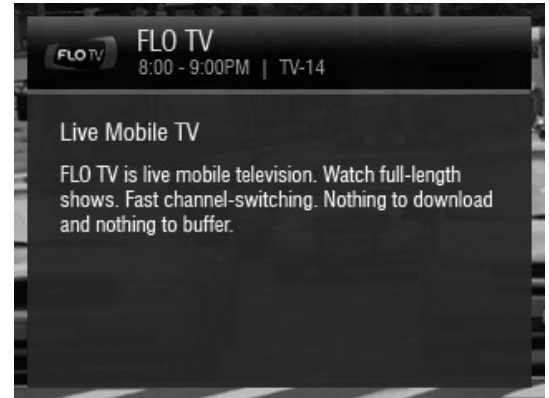 FLO TV
FLO TV
8:00 - 9:00PM | TV-14
Live Mobile TV
FLO TV is live mobile television. Watch full-length
shows. Fast channel-switching. Nothing to download
and nothing to buffer.